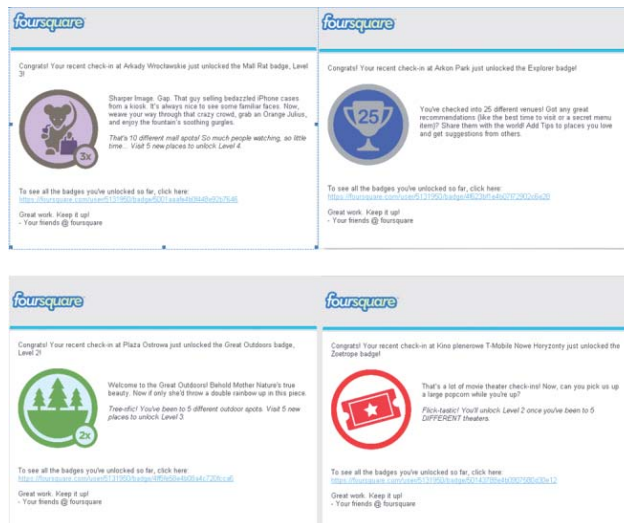 foursquare
Congrats! Your recent check-in at Arkady Wrocławskie just unlocked the Mall Rat badge, Level
3!
Sharper Image. Gap. That guy selling bedazzled iPhone cases
from a kiosk. It's always nice to see some familiar faces. Now,
weave your way through that crazy crowd, grab an Orange Julius,
and enjoy the fountain's soothing gurgles.
That's 10 different mall spots! So much people watching, so little
time... Visit 5 new places to unlock Level 4.
3x
To see all the badges you've unlocked so far, click here:
Great work. Keep it up!
- Your friends @ foursquare
foursquare
Congrats! Your recent check-in at Arkon Park just unlocked the Explorer badge!
25
You've checked into 25 different venues! Got any great
recommendations (like the best time to visit or a secret menu
item)? Share them with the world! Add Tips to places you love
and get suggestions from others.
To see all the badges you've unlocked so far, click here:
Great work. Keep it up!
- Your friends @ foursquare
foursquare
Congrats! Your recent check-in at Plaza Ostrowa just unlocked the Great Outdoors badge,
Level 2!
Welcome to the Great Outdoors! Behold Mother Nature's true
beauty. Now if only she'd throw a double rainbow up in this piece.
Tree-rific! You've been to 5 different outdoor spots. Visit 5 new
places to unlock Level 3.
2x
To see all the badges you've unlocked so far, click here:
Great work. Keep it up!
- Your friends @ foursquare
foursquare
Congrats! Your recent check-in at Kino plenerowe T-Mobile Nowe Horyzonty just unlocked the
Zoetrope badge!
That's a lot of movie theater check-ins! Now, can you pick us up
a large popcorn while you're up?
Flick-tastic! You'll unlock Level 2 once you've been to 5
DIFFERENT theaters.
To see all the badges you've unlocked so far, click here:
Great work. Keep it up!
- Your friends @ foursquare